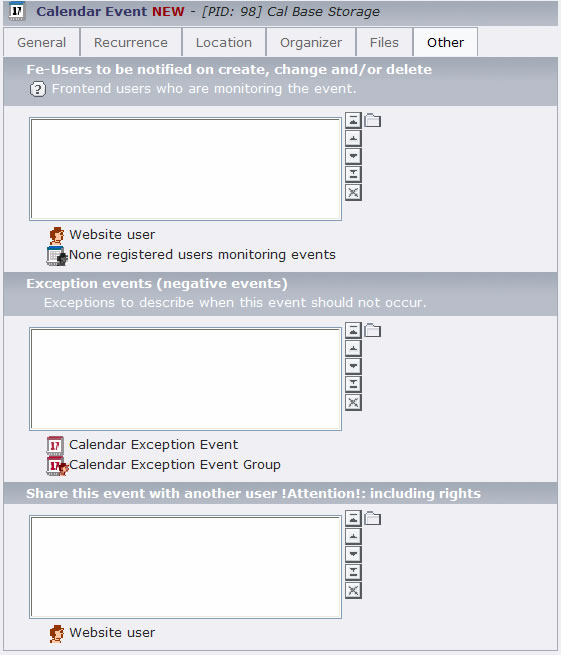 17 Calendar Event NEW - [PID: 98] Cal Base Storage
General Recurrence Location Organizer Files Other
Fe-Users to be notified on create, change and/or delete
? Frontend users who are monitoring the event.
Website user
None registered users monitoring events
Exception events (negative events)
Exceptions to describe when this event should not occur.
17 Calendar Exception Event
17 Calendar Exception Event Group
Share this event with another user !Attention!: including rights
Website user